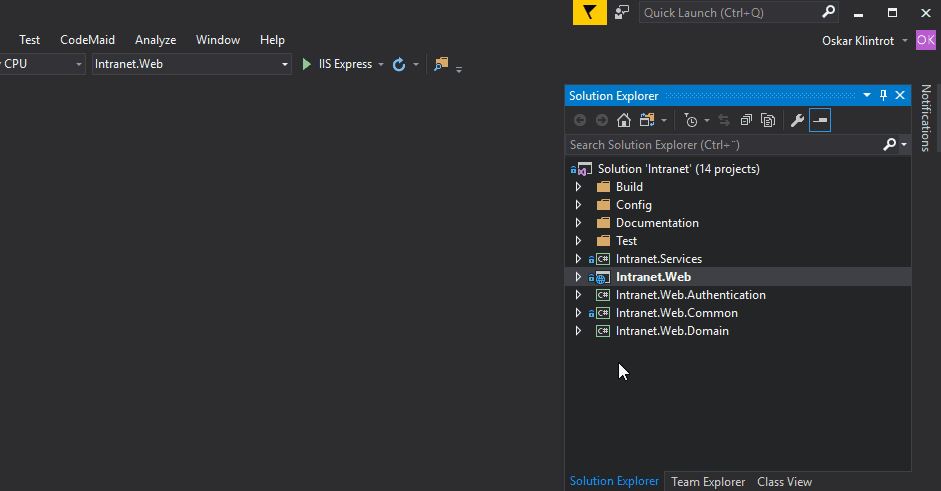 Quick Launch (Ctrl+Q)
Test CodeMaid Analyze Window Help
Oskar Klintrot OK
CPU Intranet.Web IIS Express
Notifications
Solution Explorer
Search Solution Explorer (Ctrl+¨)
Solution 'Intranet' (14 projects)
Build
Config
Documentation
Test
C# Intranet.Services
Intranet.Web
C# Intranet.Web.Authentication
C# Intranet.Web.Common
C# Intranet.Web.Domain
Solution Explorer Team Explorer Class View